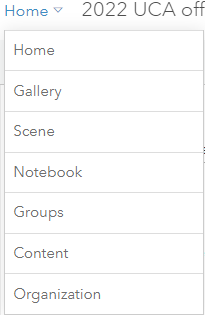 Home 2022 UCA off
Home
Gallery
Scene
Notebook
Groups
Content
Organization